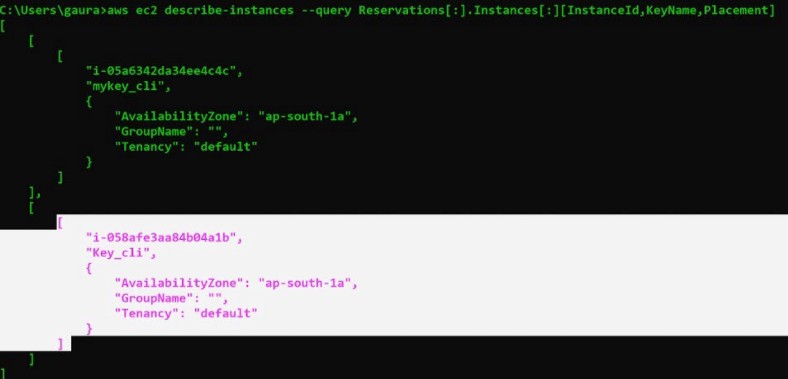 C:\Users\gaura>aws ec2 describe-instances --query Reservations[:].Instances[:][InstanceId,KeyName,Placement]
[
    [
        [
            "i-05a6342da34ee4c4c",
            "mykey_cli",
            {
                "AvailabilityZone": "ap-south-1a",
                "GroupName": "",
                "Tenancy": "default"
            }
        ]
    ],
    [
        [
            "i-058afe3aa84b04a1b",
            "Key_cli",
            {
                "AvailabilityZone": "ap-south-1a",
                "GroupName": "",
                "Tenancy": "default"
            }
        ]
    ]
]